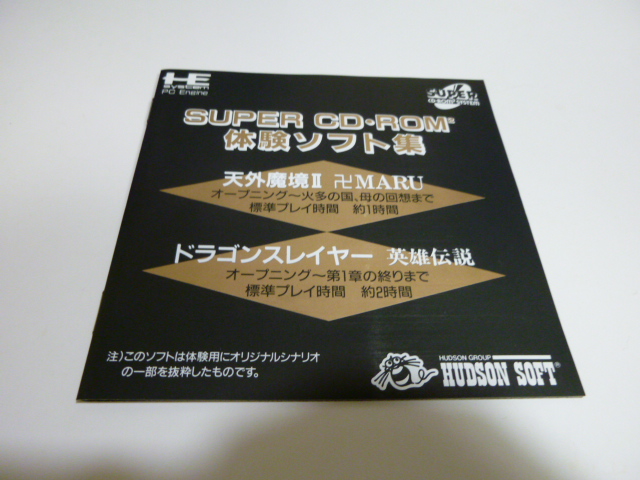 HE
system
PC Engine
SUPER
CD-ROM² SYSTEM
SUPER CD・ROM²
体験ソフト集
天外魔境II 卍MARU
オープニング～火多の国、母の回想まで
標準プレイ時間 約1時間
ドラゴンスレイヤー 英雄伝説
オープニング～第1章の終りまで
標準プレイ時間 約2時間
注)このソフトは体験用にオリジナルシナリオ
の一部を抜粋したものです。
HUDSON GROUP
HUDSON SOFT®